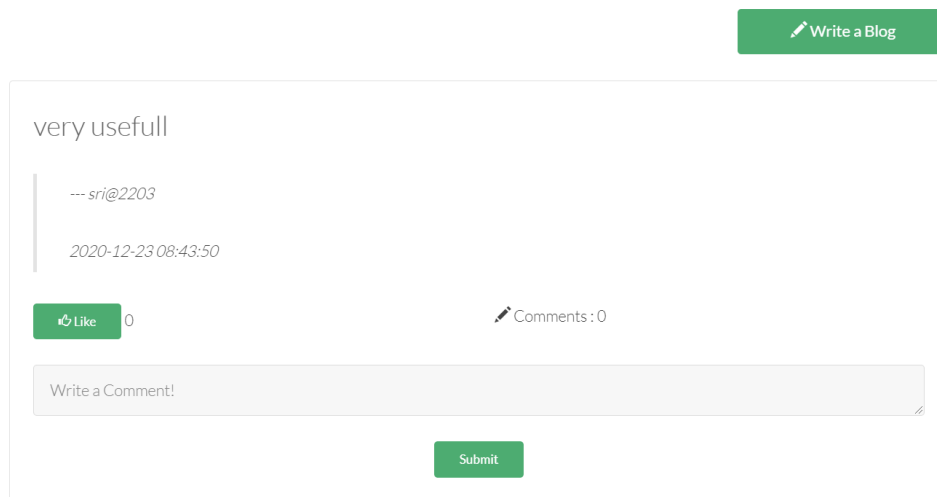 Write a Blog
very usefull
--- sri@2203
2020-12-23 08:43:50
Like 0
Comments : 0
Write a Comment!
Submit